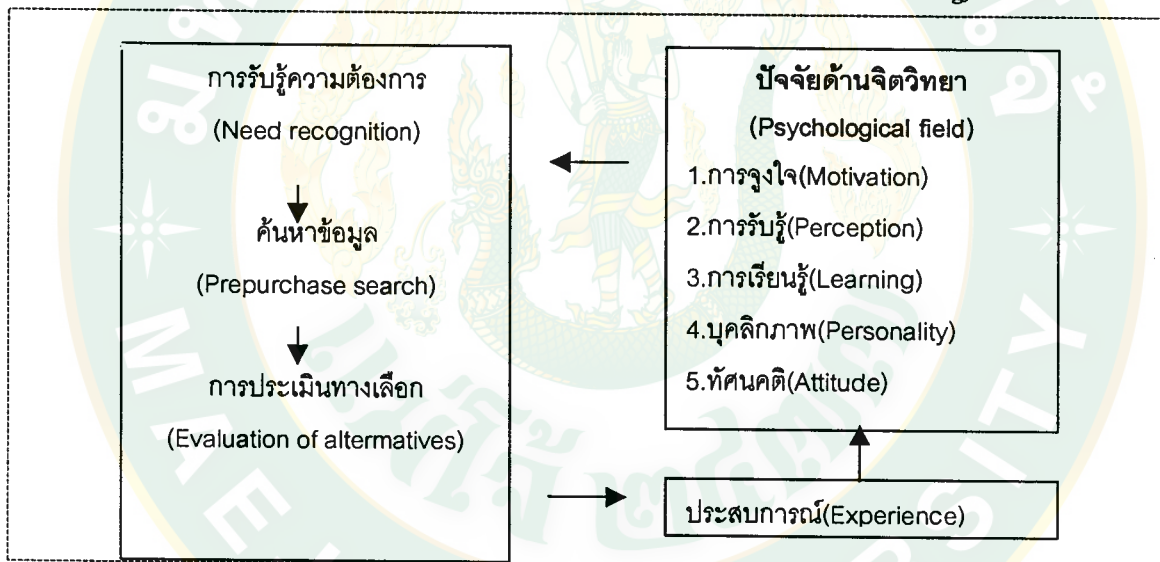 การรับรู้ความต้องการ
(Need recognition)
ค้นหาข้อมูล
(Prepurchase search)
การประเมินทางเลือก
(Evaluation of altermatives)
ปัจจัยด้านจิตวิทยา
(Psychological field)
1.การจูงใจ(Motivation)
2.การรับรู้(Perception)
3.การเรียนรู้(Learning)
4.บุคลิกภาพ(Personality)
5.ทัศนคติ(Attitude)
ประสบการณ์(Experience)